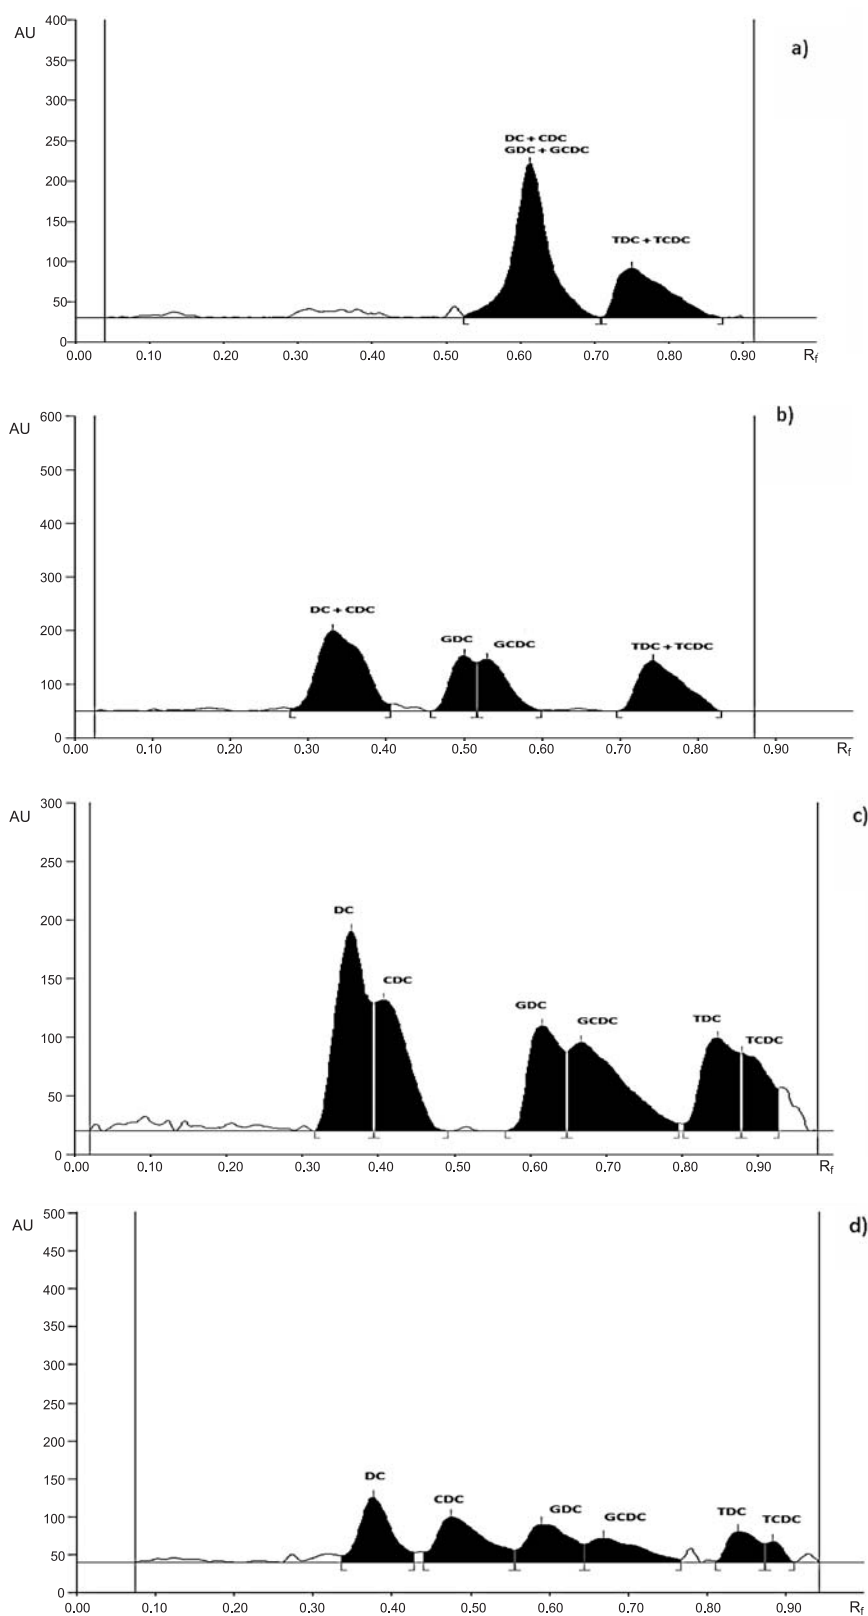 a)
AU
400
350
300
250
200
150
100
50
0
DC + CDC
GDC + GCDC
TDC + TCDC
0.00 0.10 0.20 0.30 0.40 0.50 0.60 0.70 0.80 0.90 Rf
b)
AU
600
500
400
300
200
100
0
DC + CDC
GDC
GCDC
TDC + TCDC
0.00 0.10 0.20 0.30 0.40 0.50 0.60 0.70 0.80 0.90 Rf
c)
AU
300
250
200
150
100
50
0
DC
CDC
GDC
GCDC
TDC
TCDC
0.00 0.10 0.20 0.30 0.40 0.50 0.60 0.70 0.80 0.90 Rf
d)
AU
500
450
400
350
300
250
200
150
100
50
0
DC
CDC
GDC
GCDC
TDC
TCDC
0.00 0.10 0.20 0.30 0.40 0.50 0.60 0.70 0.80 0.90 Rf